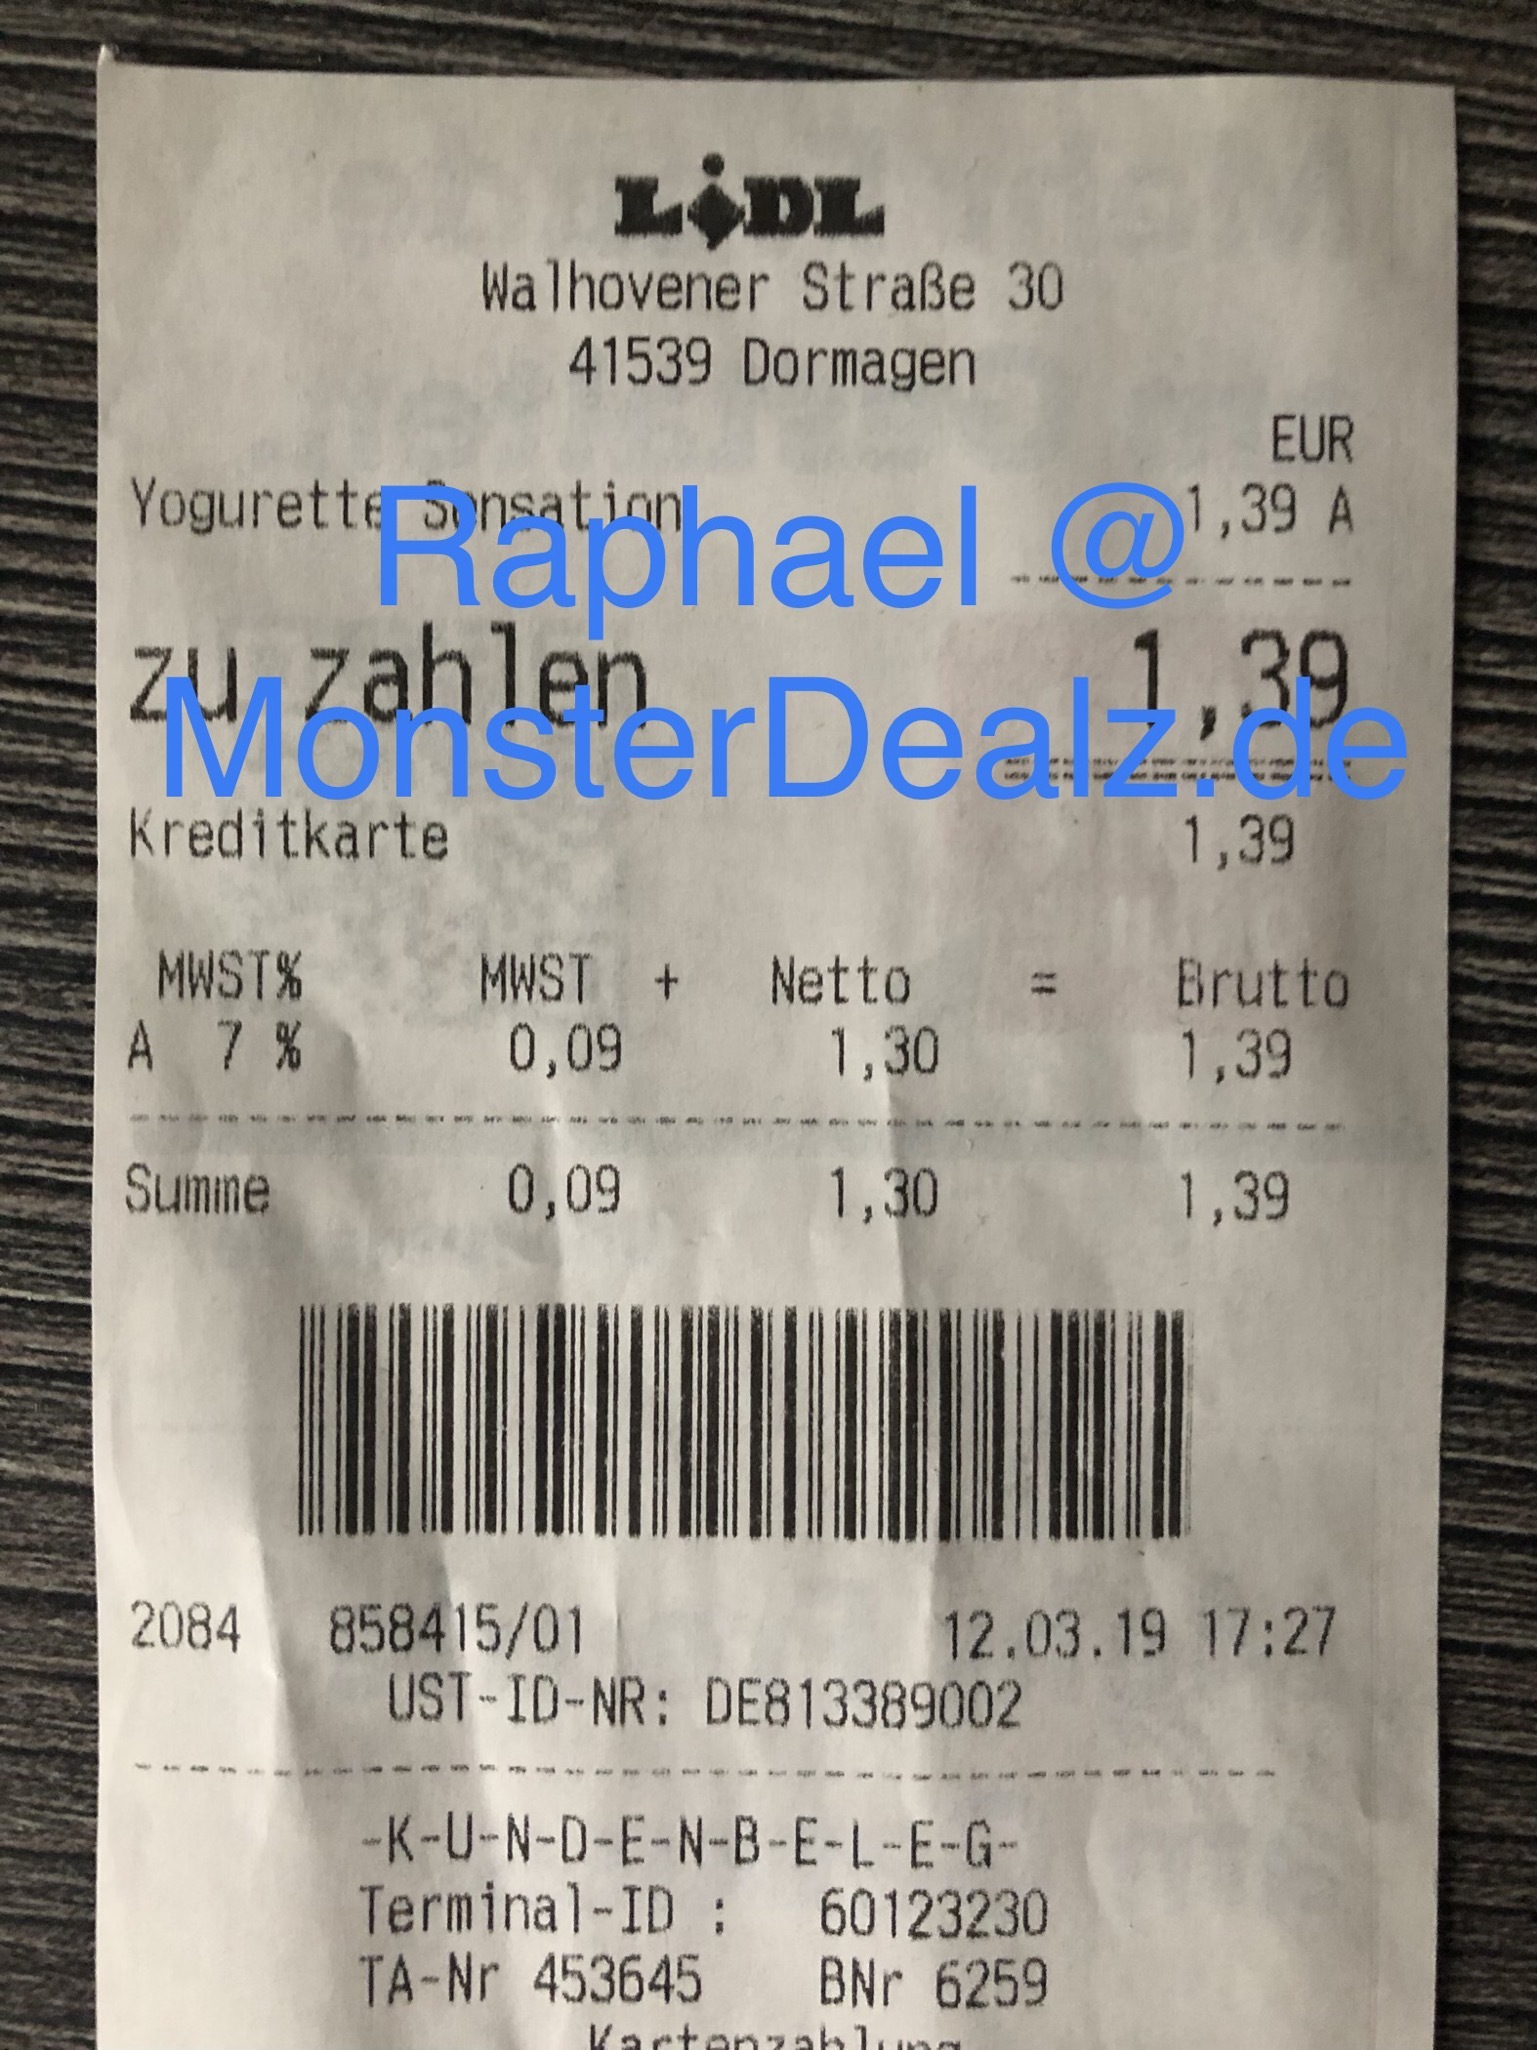 LiDL
Walhovener Straße 30
41539 Dormagen
EUR
Yogurette Sensation 1,39 A
Raphael @
zu zahlen 1,39
MonsterDealz.de
Kreditkarte 1,39
MWST% MWST + Netto = Brutto
A 7 % 0,09 1,30 1,39
Summe 0,09 1,30 1,39
2084 858415/01 12.03.19 17:27
UST-ID-NR: DE813389002
-K-U-N-D-E-N-B-E-L-E-G-
Terminal-ID : 60123230
TA-Nr 453645 BNr 6259
Kartenzahlung